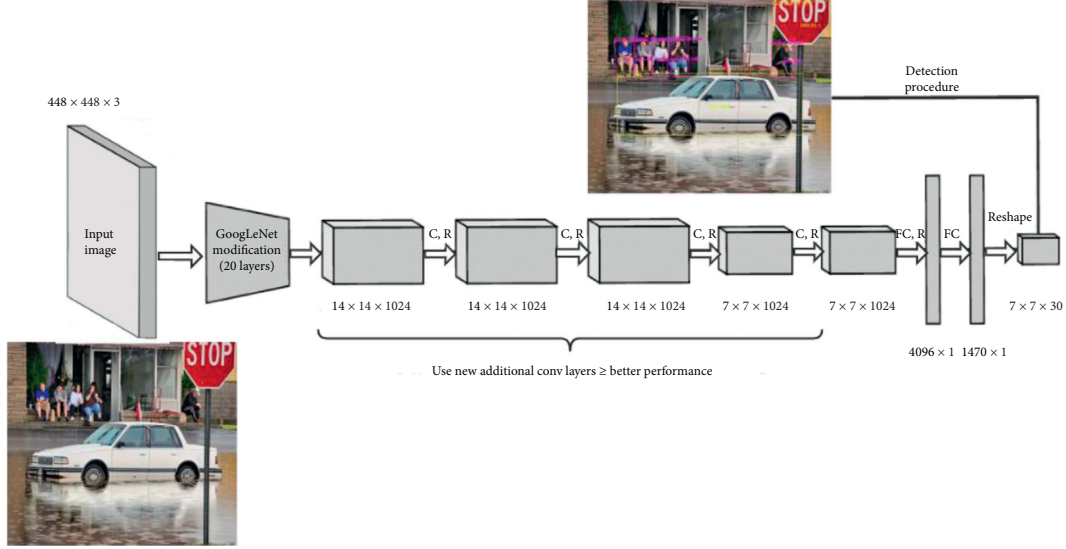 STOP
Detection
procedure
448 × 448 × 3
Input
image
GoogLeNet
modification
(20 layers)
C, R
C, R
C, R
C, R
FC, R
FC
Reshape
14 × 14 × 1024
14 × 14 × 1024
14 × 14 × 1024
7 × 7 × 1024
7 × 7 × 1024
7 × 7 × 30
4096 × 1
1470 × 1
Use new additional conv layers ≥ better performance
STOP